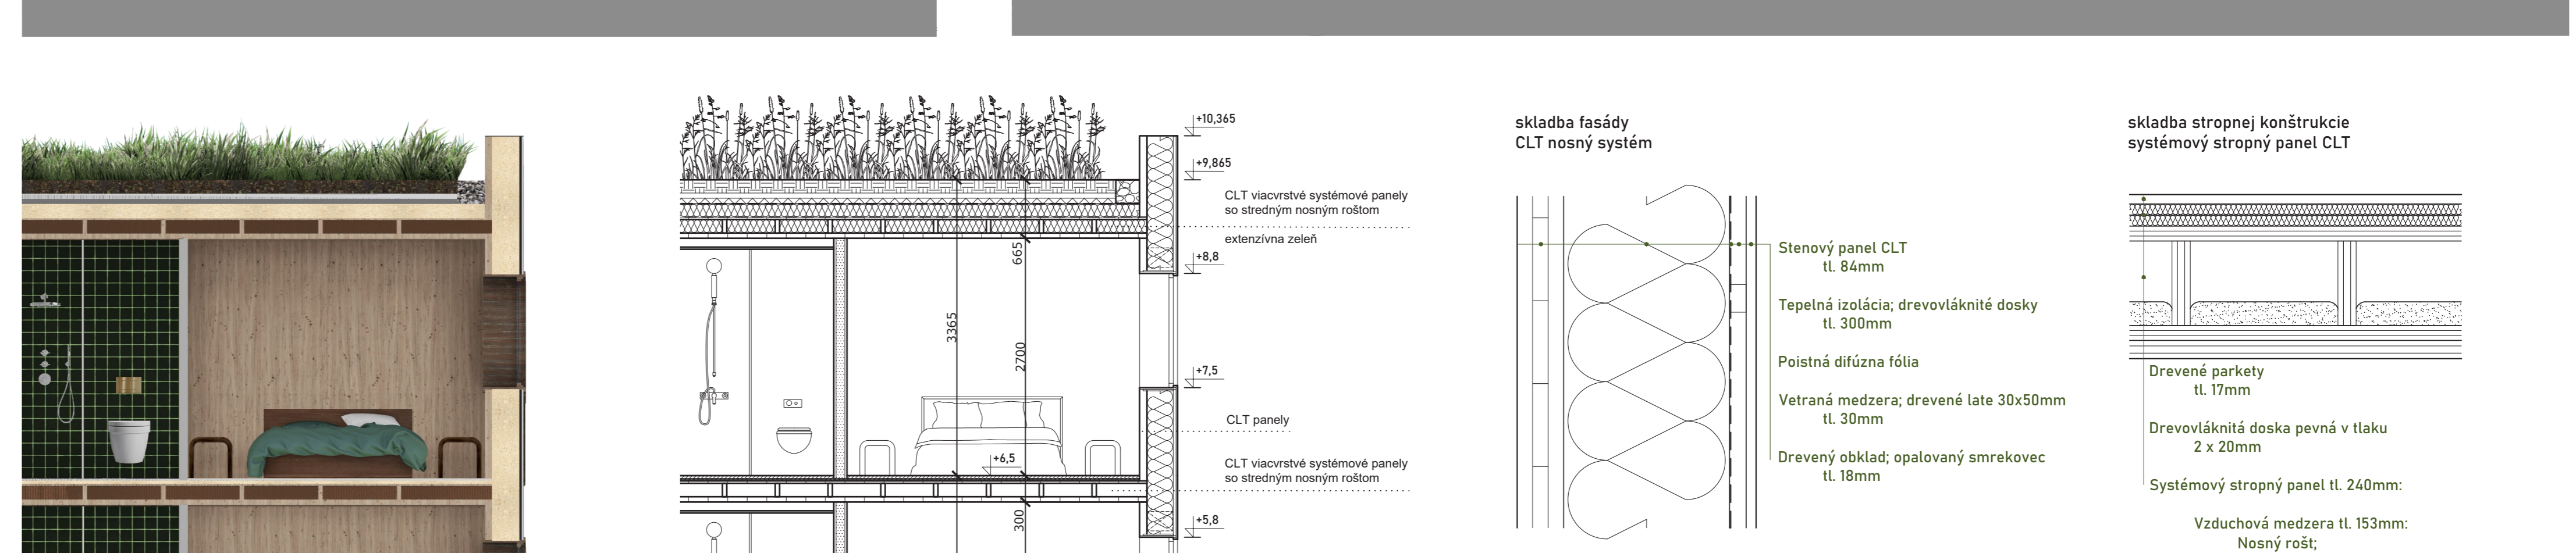 +10,365
+9,865
CLT viacvrstvé systémové panely
so stredným nosným roštom
extenzívna zeleň
665
+8,8
3365
2700
+7,5
CLT panely
+6,5
CLT viacvrstvé systémové panely
so stredným nosným roštom
300
+5,8
skladba fasády
CLT nosný systém
Stenový panel CLT
tl. 84mm
Tepelná izolácia; drevovláknité dosky
tl. 300mm
Poistná difúzna fólia
Vetraná medzera; drevené late 30x50mm
tl. 30mm
Drevený obklad; opalovaný smrekovec
tl. 18mm
skladba stropnej konštrukcie
systémový stropný panel CLT
Drevené parkety
tl. 17mm
Drevovláknitá doska pevná v tlaku
2 x 20mm
Systémový stropný panel tl. 240mm:
Vzduchová medzera tl. 153mm:
Nosný rošt;